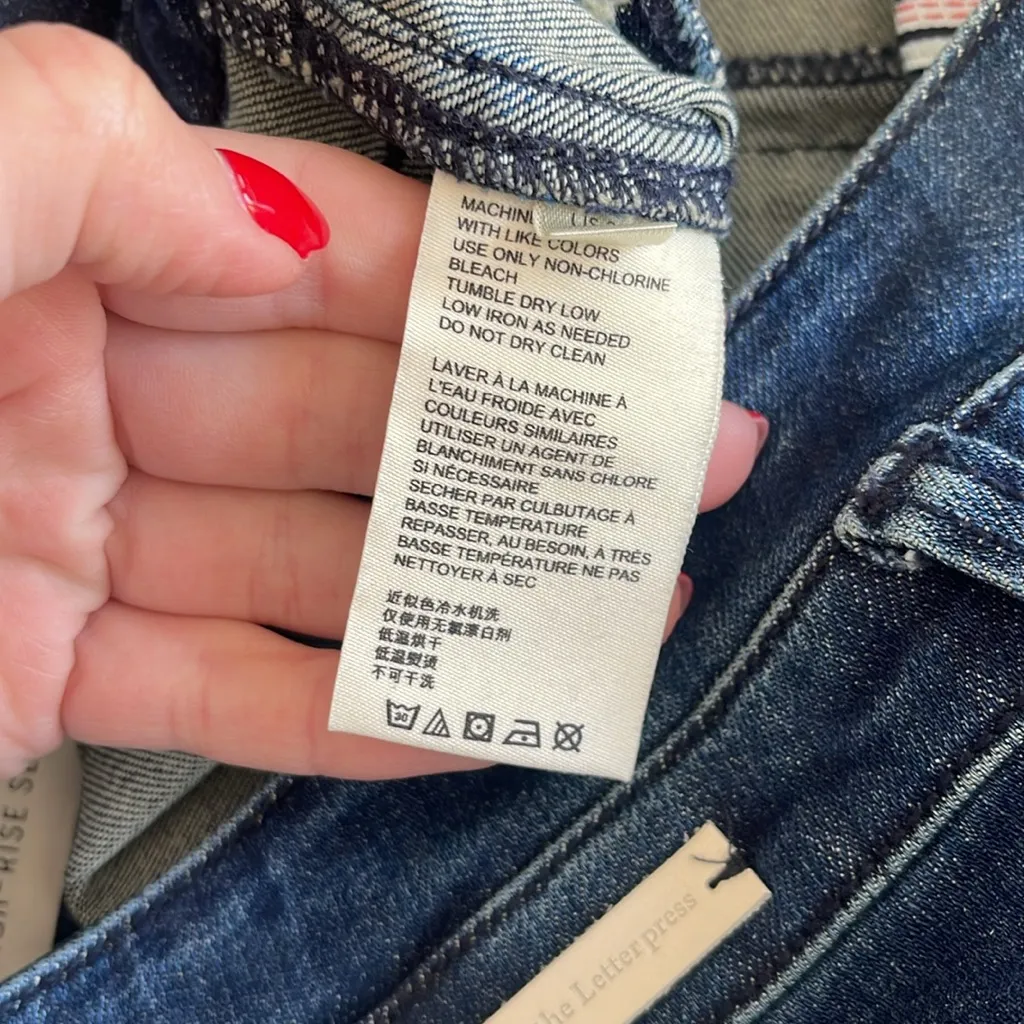 WITH LIKE COLORS
USE ONLY NON-CHLORINE
BLEACH
TUMBLE DRY LOW
LOW IRON AS NEEDED
DO NOT DRY CLEAN
LAVER À LA MACHINE À
L'EAU FROIDE AVEC
COULEURS SIMILAIRES
UTILISER UN AGENT DE
BLANCHIMENT SANS CHLORE
SI NÉCESSAIRE
SECHER PAR CULBUTAGE À
BASSE TEMPERATURE
REPASSER, AU BESOIN, À TRÈS
BASSE TEMPÉRATURE NE PAS
NETTOYER À SEC
近似色冷水机洗
仅使用无氯漂白剂
低温烘干
低温熨烫
不可干洗
30
he Letterpress
-RISE